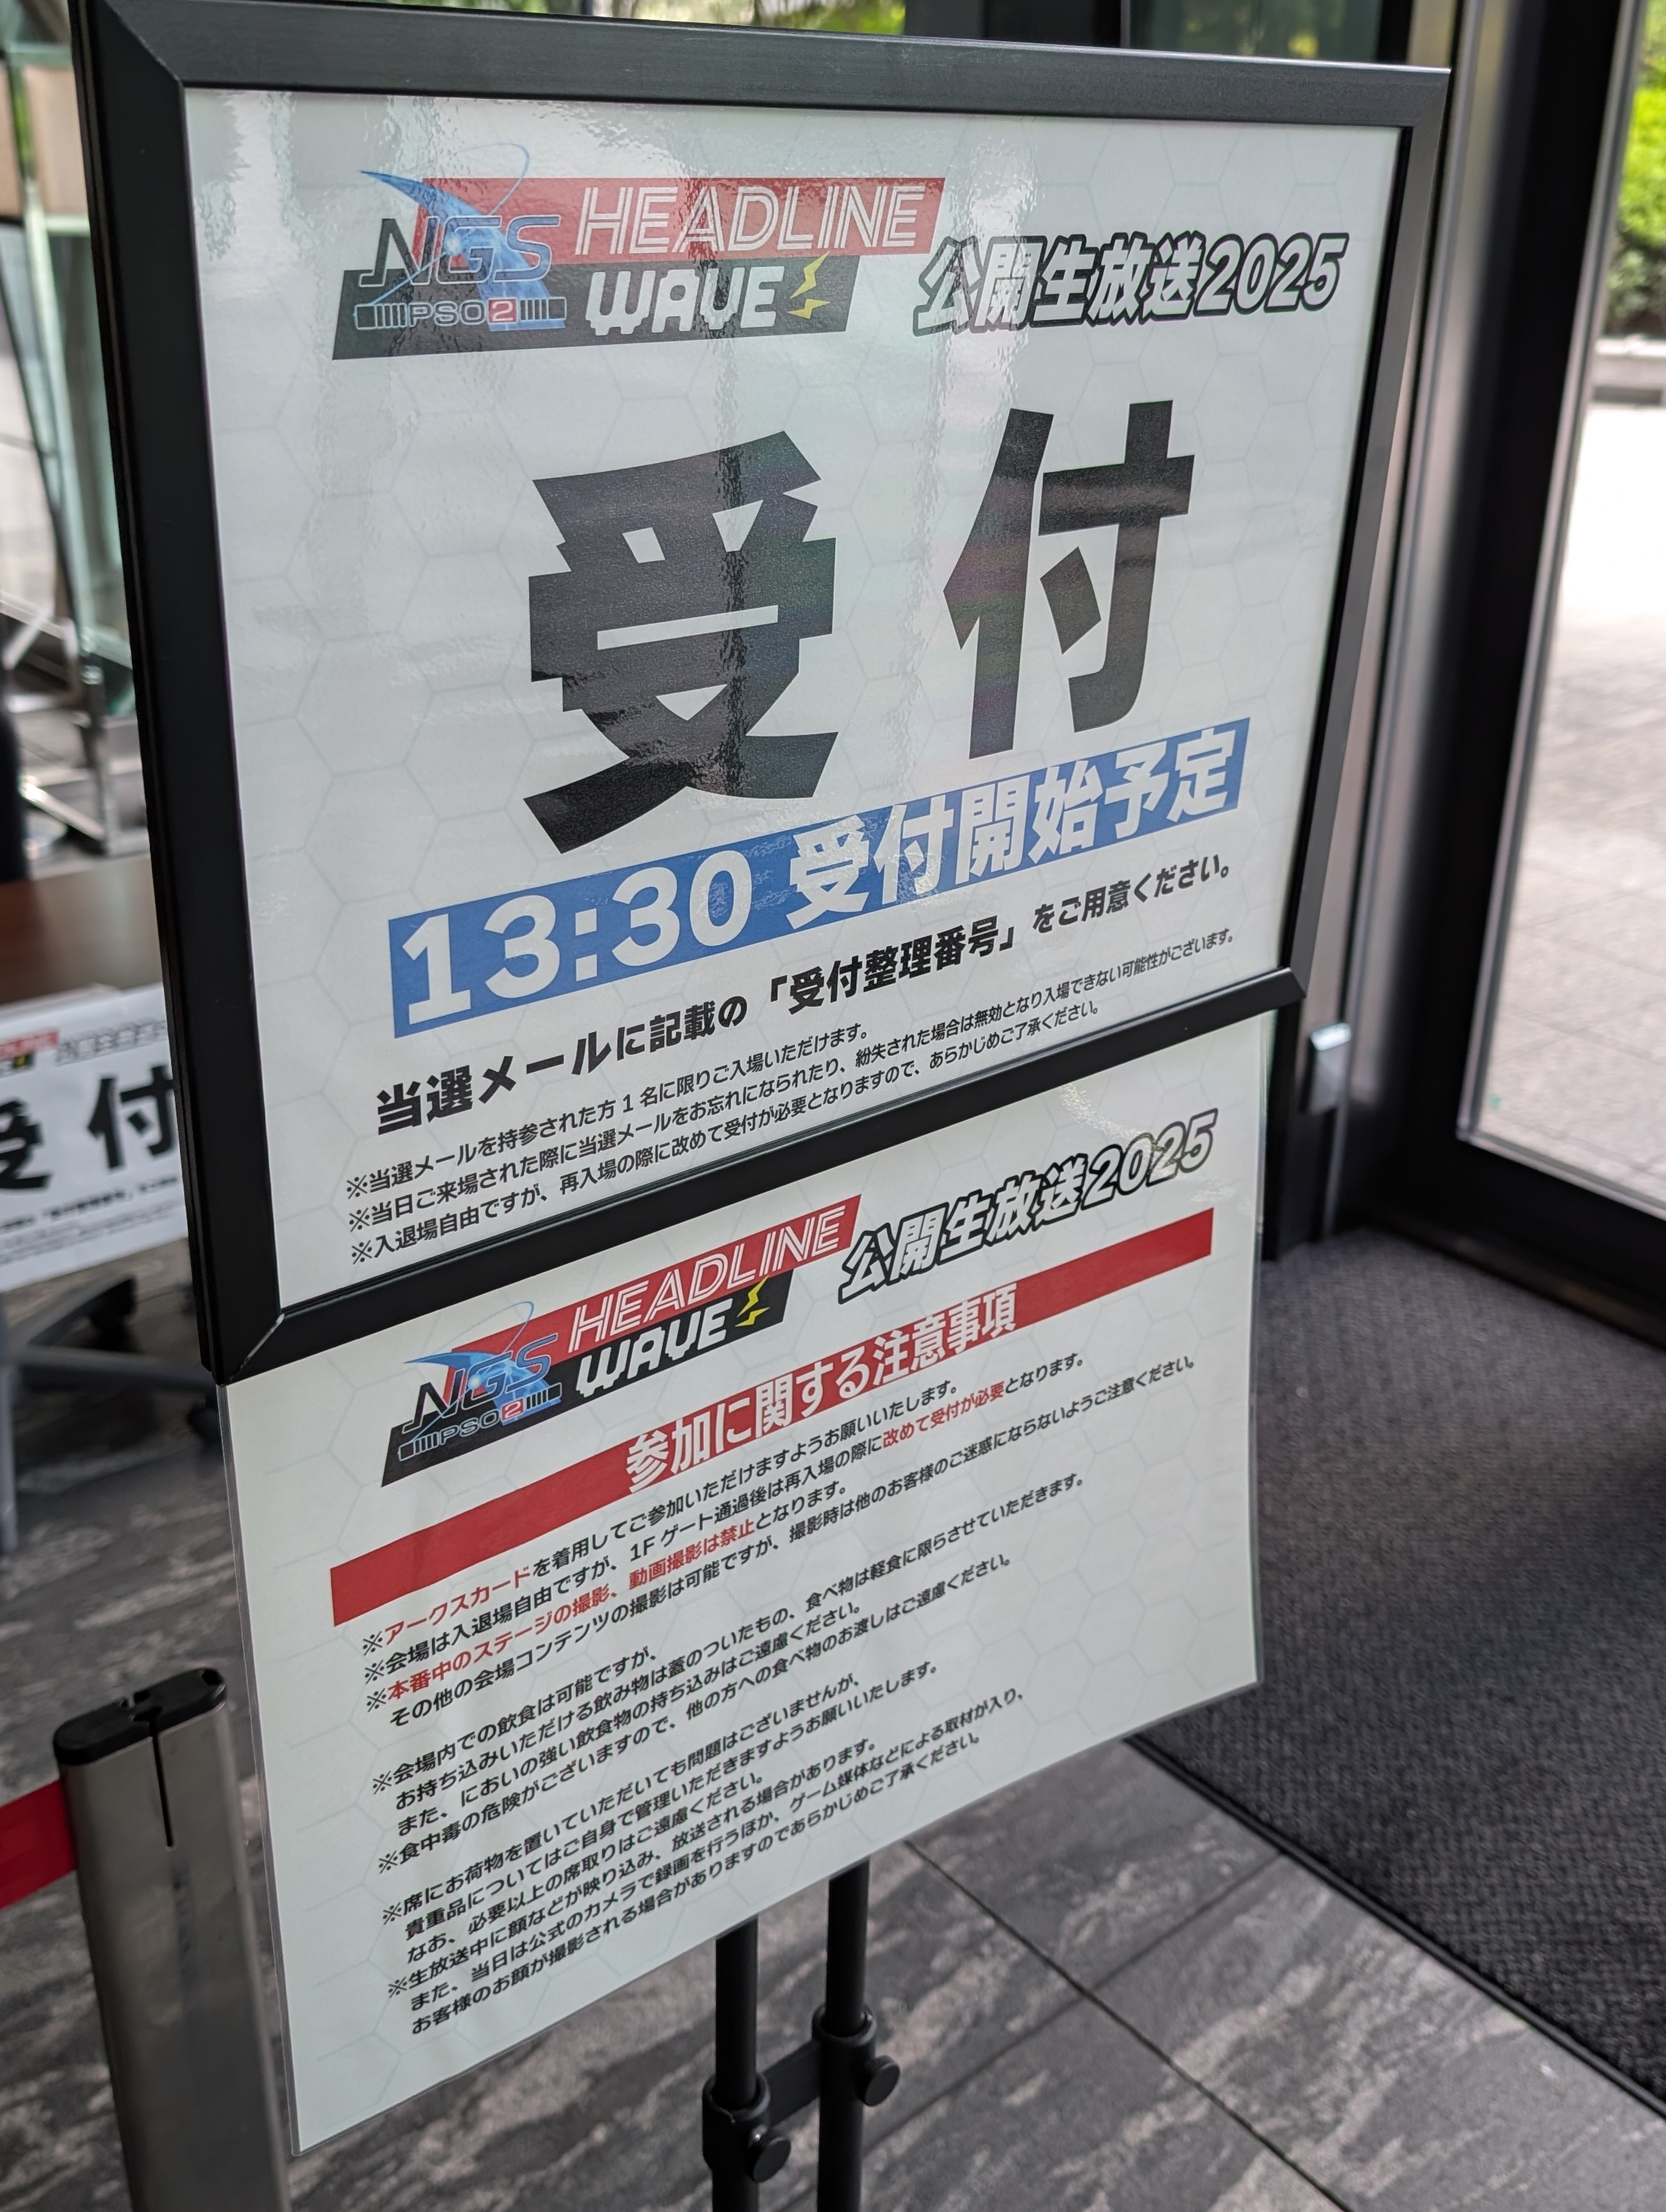 NGS HEADLINE
PSO2 WAVE 公開生放送2025
受付
13:30 受付開始予定
当選メールに記載の「受付整理番号」をご用意ください。
※当選メールを持参された方1名に限りご入場いただけます。
※当日ご来場された際に当選メールをお忘れになられたり、紛失された場合は無効となり入場できない可能性がございます。
※入退場自由ですが、再入場の際に改めて受付が必要となりますので、あらかじめご了承ください。
NGS HEADLINE
PSO2 WAVE 公開生放送2025
参加に関する注意事項
※アークスカードを着用してご参加いただけますようお願いいたします。
※会場は入退場自由ですが、1Fゲート通過後は再入場の際に改めて受付が必要となります。
※本番中のステージの撮影、動画撮影は禁止となります。
その他の会場コンテンツの撮影は可能ですが、撮影時は他のお客様のご迷惑にならないようご注意ください。
※会場内での飲食は可能ですが、
お持ち込みいただける飲み物は蓋のついたもの、食べ物は軽食に限らさせていただきます。
また、においの強い飲食物の持ち込みはご遠慮ください。
※食中毒の危険がございますので、他の方への食べ物のお渡しはご遠慮ください。
※席にお荷物を置いていただいても問題はございませんが、
貴重品についてはご自身で管理いただきますようお願いいたします。
なお、必要以上の席取りはご遠慮ください。
※生放送中に顔などが映り込み、放送される場合があります。
また、当日は公式のカメラで録画を行うほか、ゲーム媒体などによる取材が入り、
お客様のお顔が撮影される場合がありますのであらかじめご了承ください。
受付